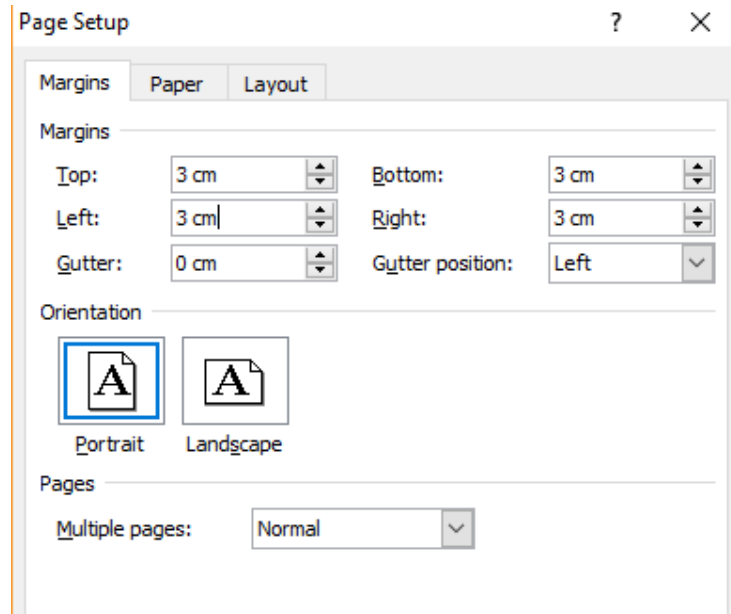 Page Setup ?
Margins Paper Layout
Margins
Top: 3 cm Bottom: 3 cm
Left: 3 cm Right: 3 cm
Gutter: 0 cm Gutter position: Left
Orientation
A A
Portrait Landscape
Pages
Multiple pages: Normal